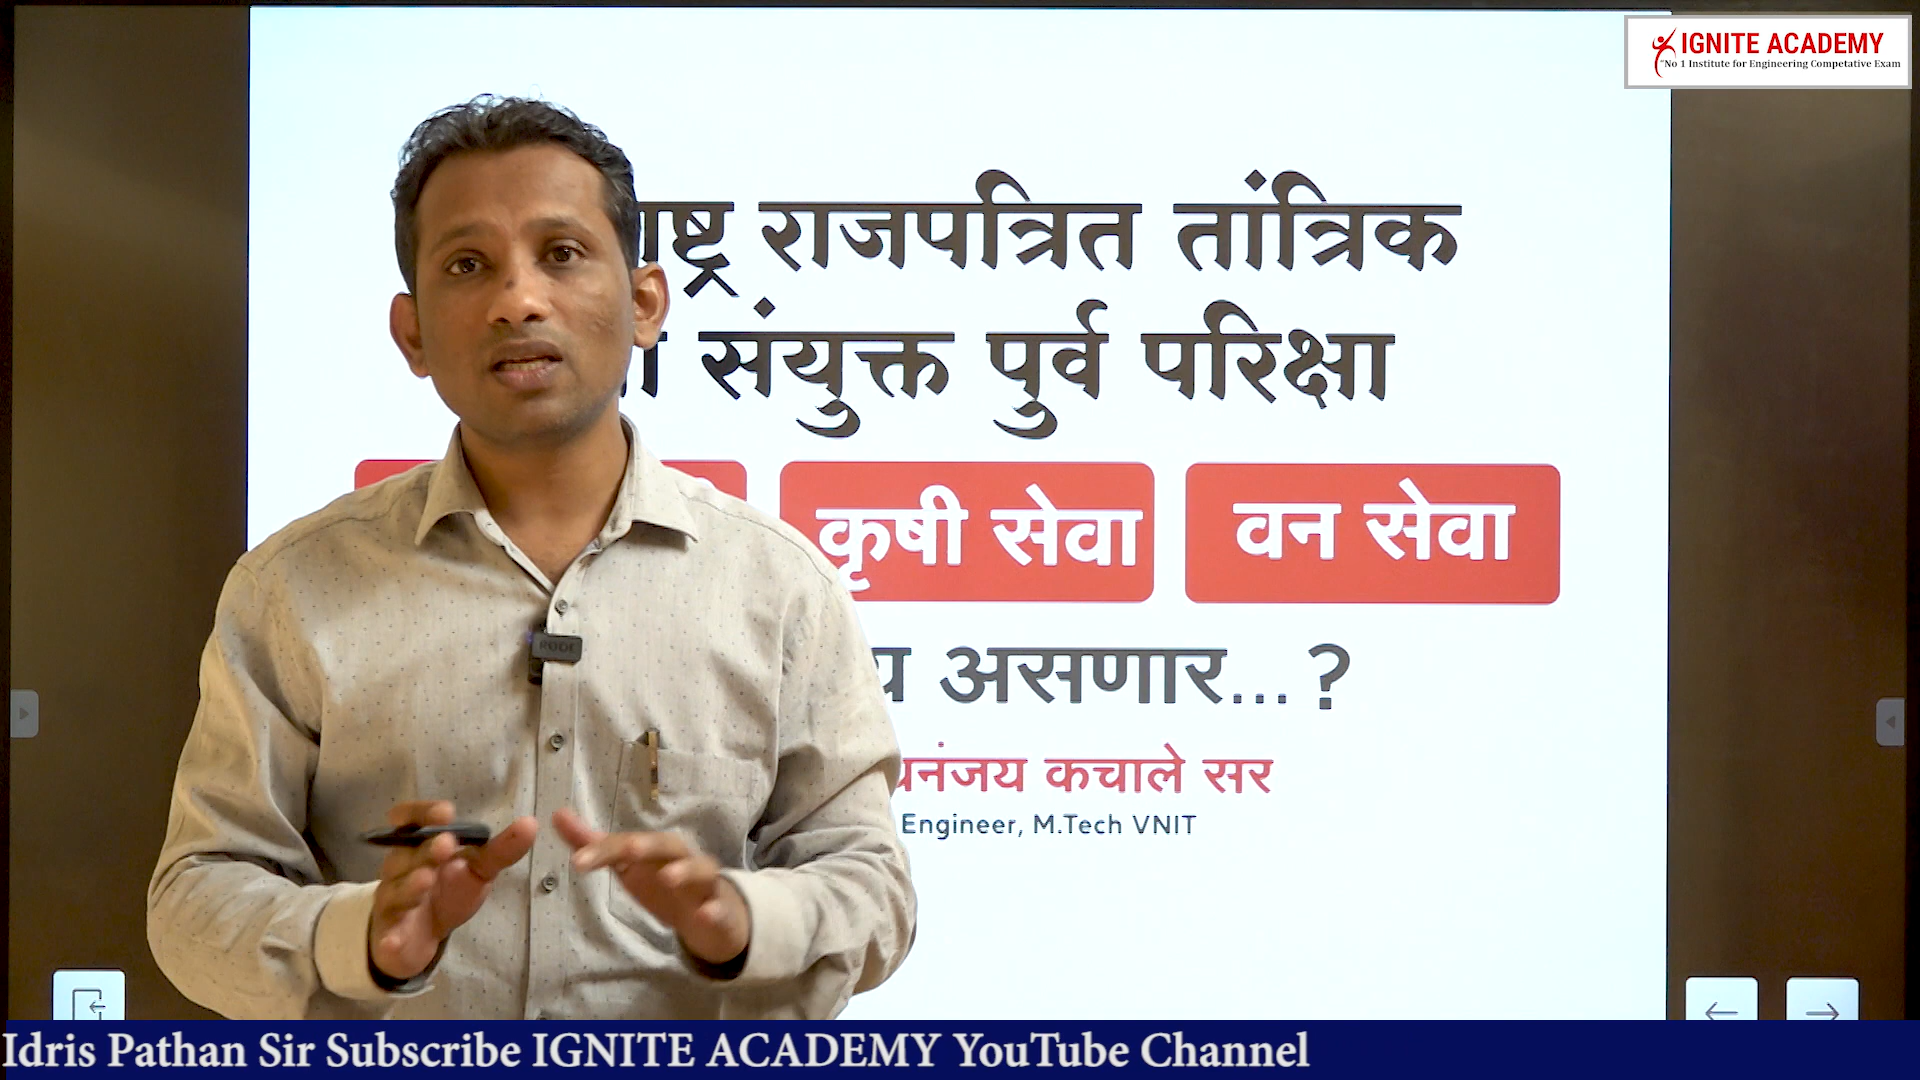 IGNITE ACADEMY
"No 1 Institute for Engineering Competative Exam
राजपत्रित तांत्रिक
संयुक्त पुर्व परिक्षा
कृषी सेवा
वन सेवा
असणार...?
कचाले सर
Engineer, M.Tech VNIT
RØDE
Idris Pathan Sir Subscribe IGNITE ACADEMY YouTube Channel